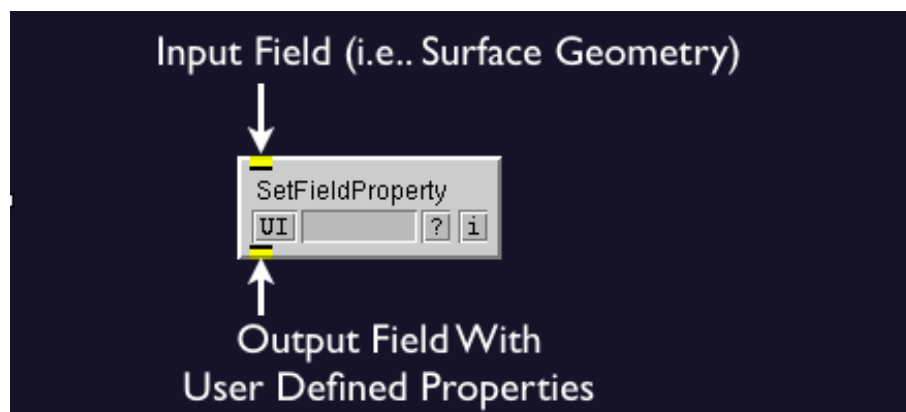 Input Field (i.e.. Surface Geometry)
SetFieldProperty
UI ? i
Output Field With
User Defined Properties